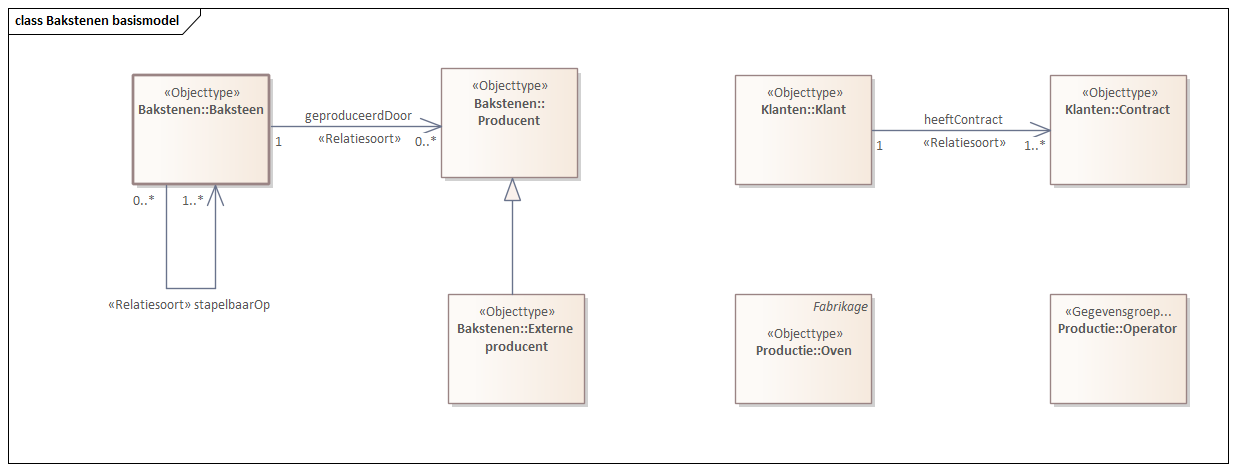 class Bakstenen basismodel
«Objecttype»
Bakstenen::Baksteen
geproduceerdDoor
«Relatiesoort»
1
0..*
«Objecttype»
Bakstenen::
Producent
0..*
1..*
«Relatiesoort» stapelbaarOp
«Objecttype»
Bakstenen::Externe
producent
«Objecttype»
Klanten::Klant
heeftContract
«Relatiesoort»
1
1..*
«Objecttype»
Klanten::Contract
Fabrikage
«Objecttype»
Productie::Oven
«Gegevensgroep...
Productie::Operator